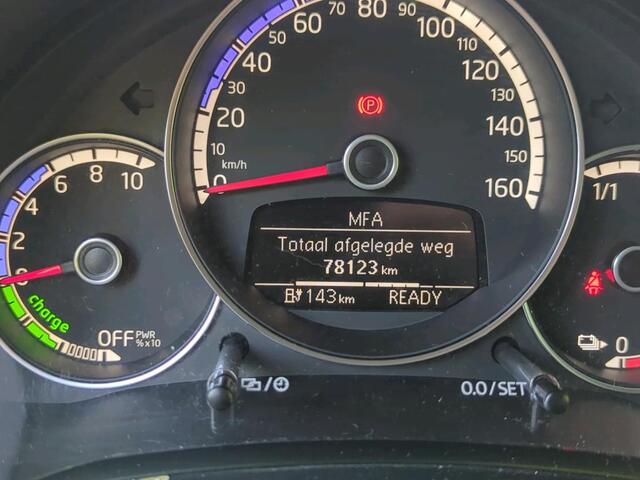 0 10 20 30 40 50 60 70 80 90 100 110 120 130 140 150 160
km/h
P
MFA
Totaal afgelegde weg
78123 km
143 km READY
0 2 4 6 8 10
charge
OFF PWR
% x10
1/1
0
0.0/SET